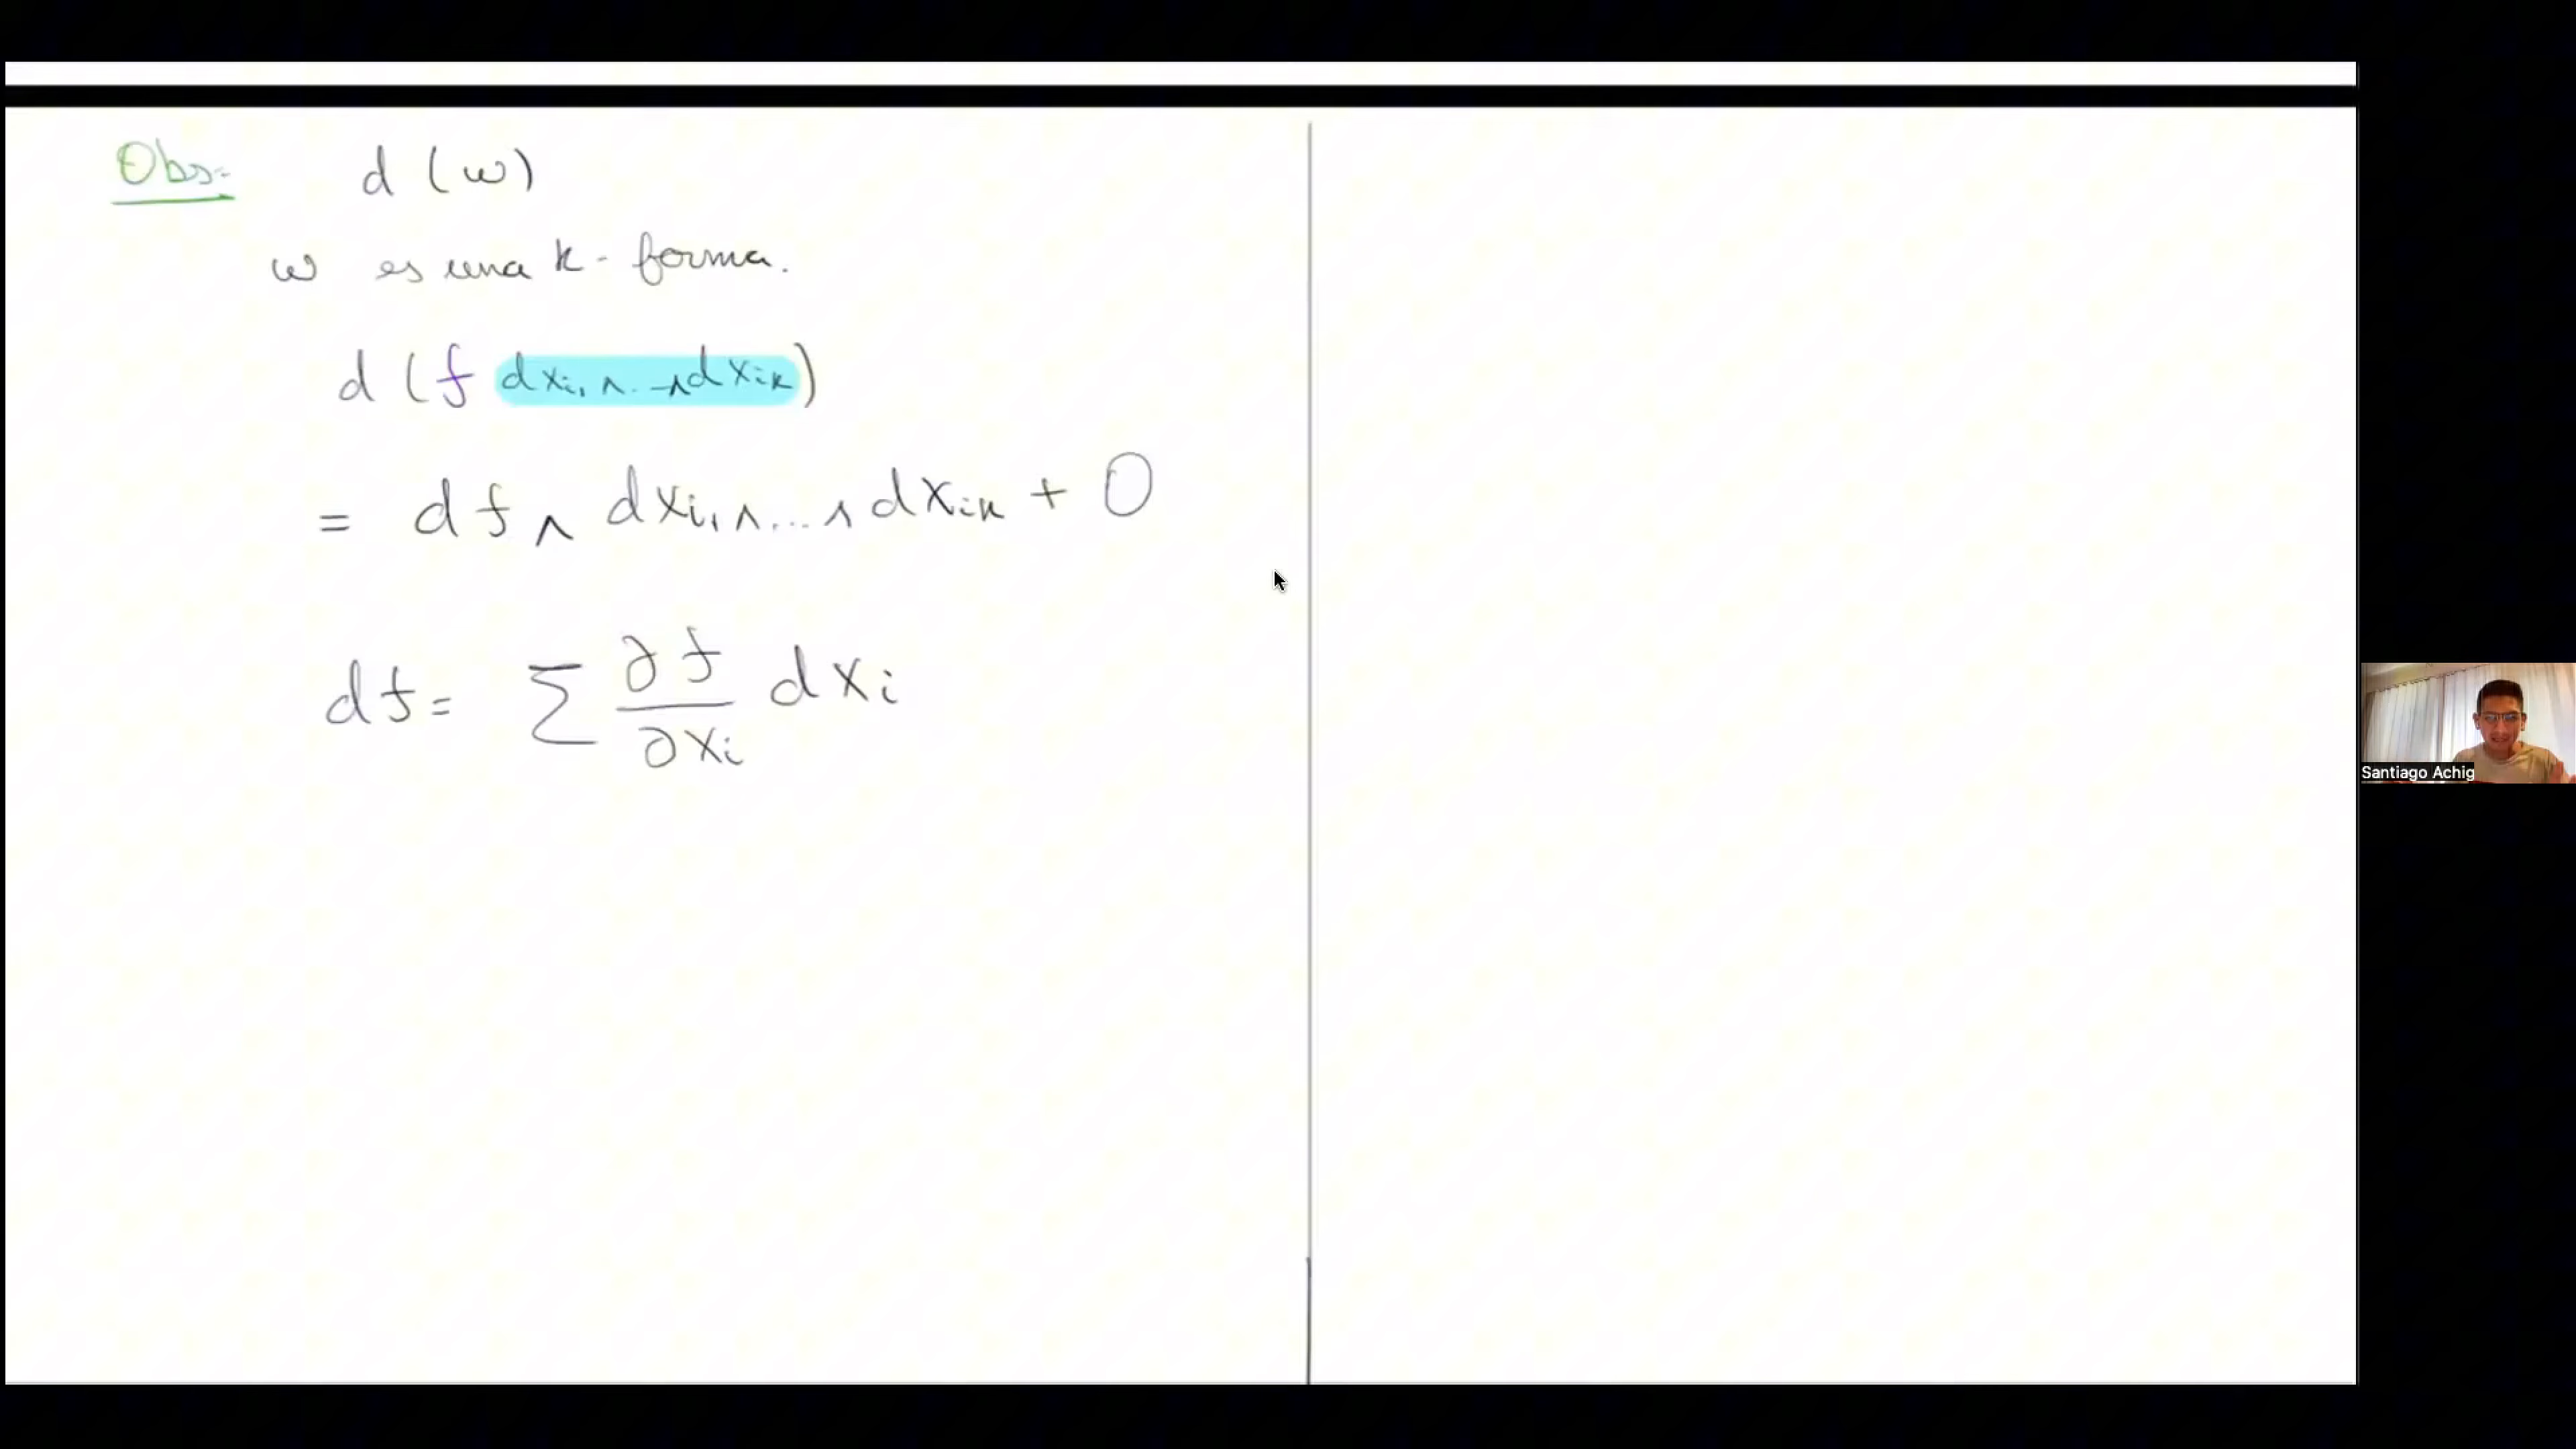 Obs:- d (ω)
ω es una k-forma.
d (f dxi₁ ∧...∧ dxiₖ)
= df ∧ dxi₁ ∧...∧ dxiₖ + 0
df = Σ ∂f/∂xi dxi
Santiago Achig